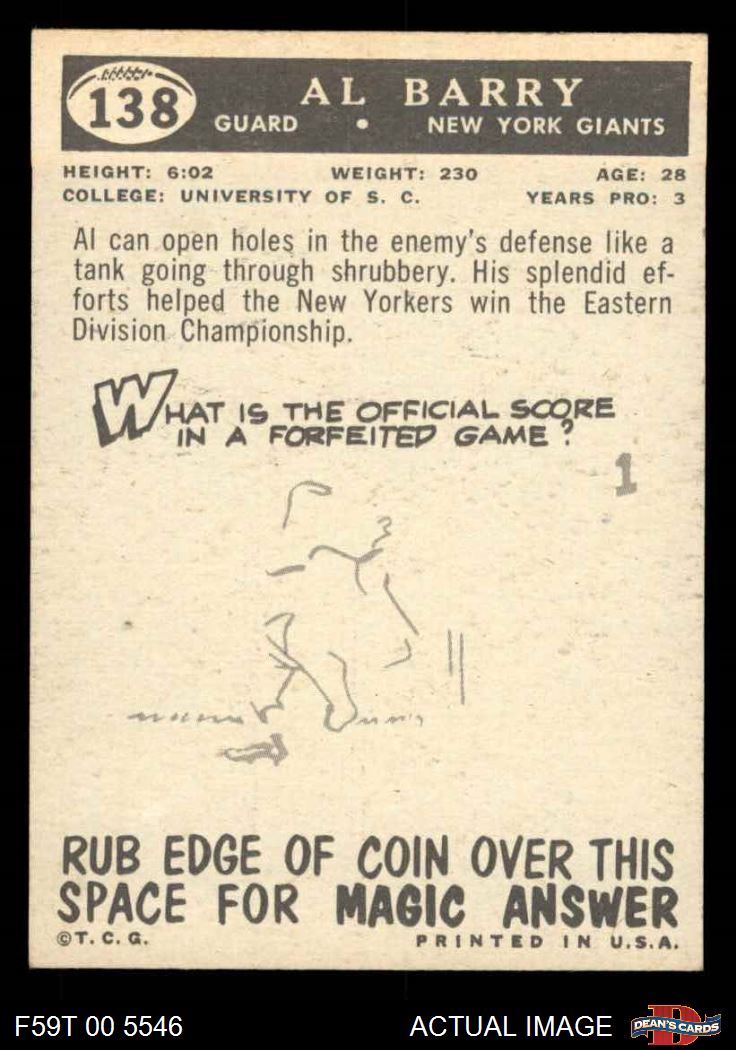 138
AL BARRY
GUARD • NEW YORK GIANTS
HEIGHT: 6:02 WEIGHT: 230 AGE: 28
COLLEGE: UNIVERSITY OF S. C. YEARS PRO: 3
Al can open holes in the enemy's defense like a
tank going through shrubbery. His splendid ef-
forts helped the New Yorkers win the Eastern
Division Championship.
WHAT IS THE OFFICIAL SCORE
IN A FORFEITED GAME?
1
RUB EDGE OF COIN OVER THIS
SPACE FOR MAGIC ANSWER
©T. C. G. PRINTED IN U.S.A.
F59T 00 5546 ACTUAL IMAGE DEAN'S CARDS